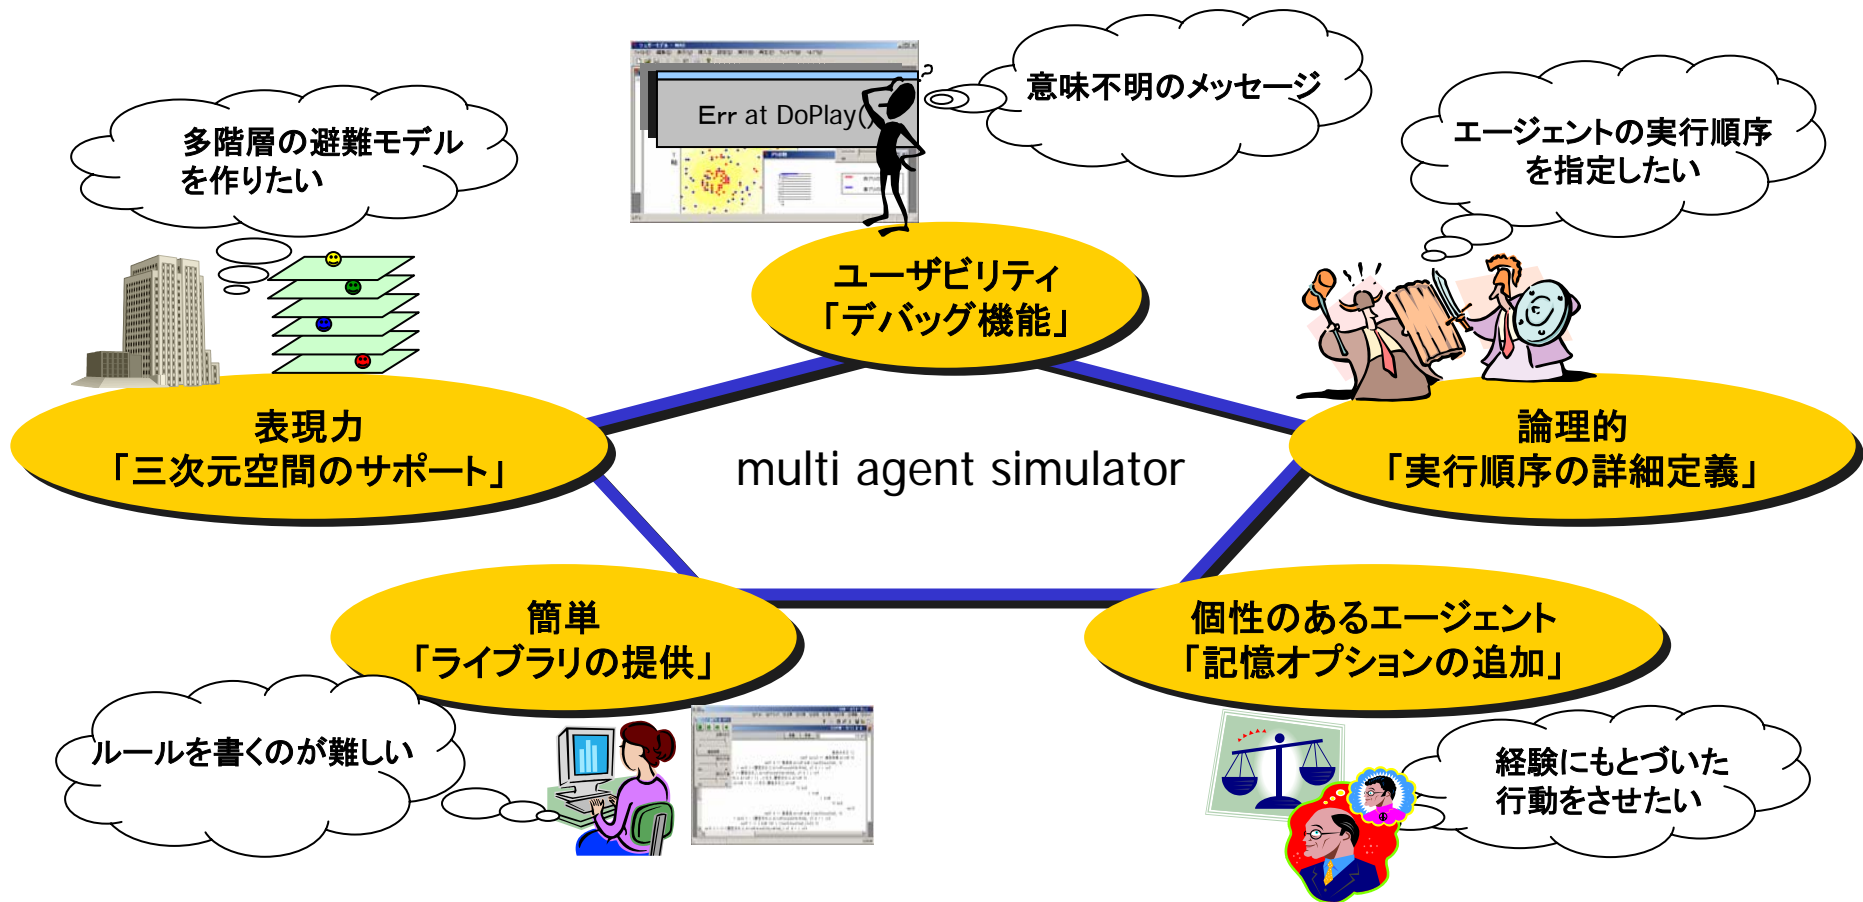 意味不明のメッセージ
Err at DoPlay()
多階層の避難モデル
を作りたい
エージェントの実行順序
を指定したい
ユーザビリティ
「デバッグ機能」
表現力
「三次元空間のサポート」
論理的
「実行順序の詳細定義」
multi agent simulator
簡単
「ライブラリの提供」
個性のあるエージェント
「記憶オプションの追加」
ルールを書くのが難しい
経験にもとづいた
行動をさせたい